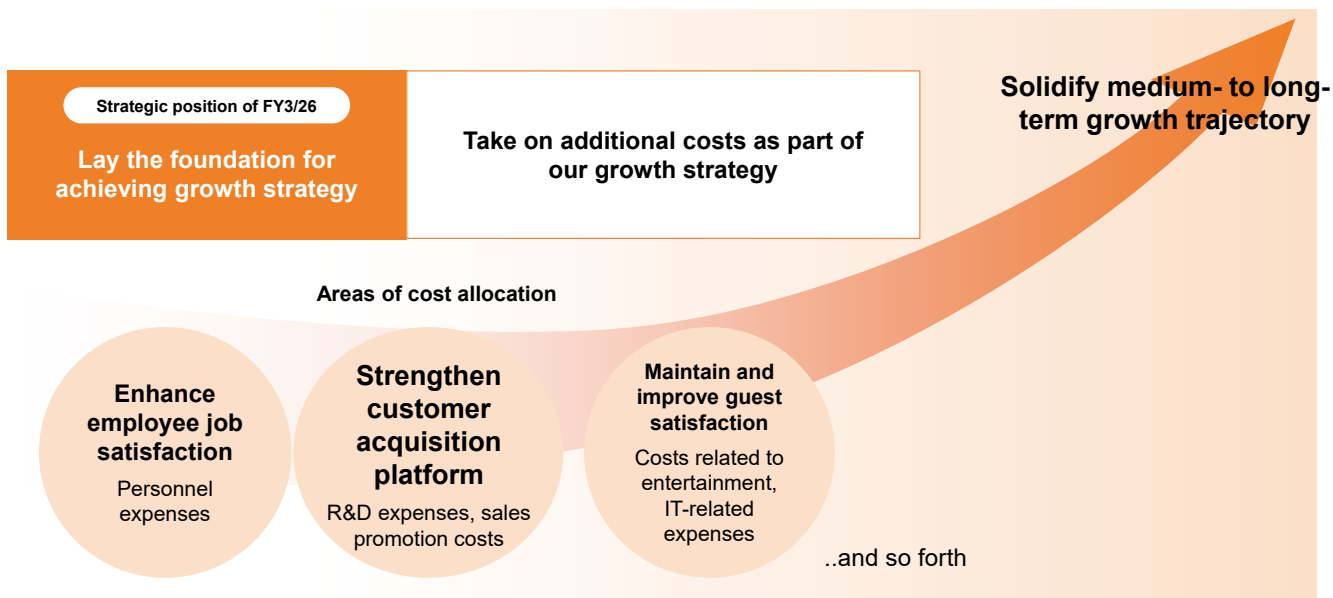 Strategic position of FY3/26
Lay the foundation for
achieving growth strategy
Take on additional costs as part of
our growth strategy
Solidify medium- to long-
term growth trajectory
Areas of cost allocation
Enhance
employee job
satisfaction
Personnel
expenses
Strengthen
customer
acquisition
platform
R&D expenses, sales
promotion costs
Maintain and
improve guest
satisfaction
Costs related to
entertainment,
IT-related
expenses
..and so forth